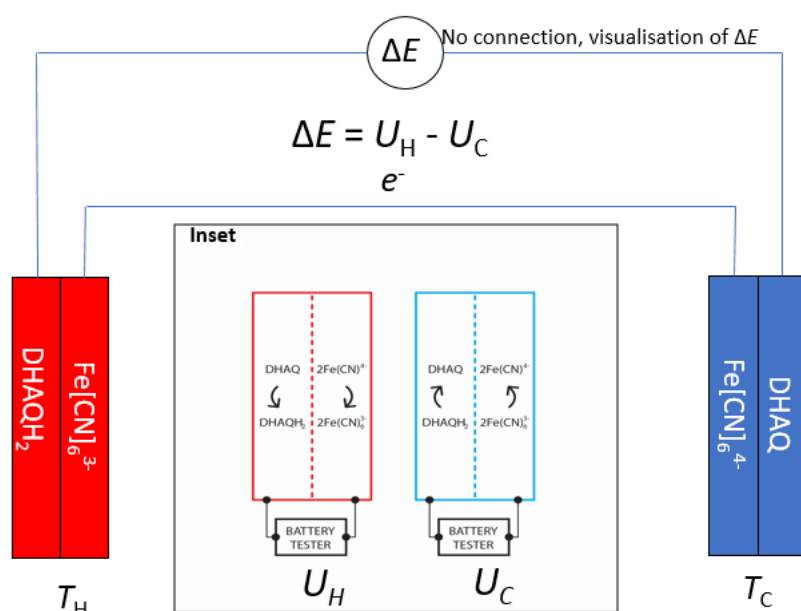 ΔE
No connection, visualisation of ΔE
ΔE = U_H - U_C
e⁻
Inset
DHAQH₂
Fe[CN]₆³⁻
Fe[CN]₆⁴⁻
DHAQ
DHAQ
2Fe(CN)⁴⁻
DHAQH₂
2Fe(CN)₆³⁻
DHAQ
2Fe(CN)⁴⁻
DHAQH₂
2Fe(CN)₆³⁻
BATTERY
TESTER
BATTERY
TESTER
U_H
U_C
T_H
T_C